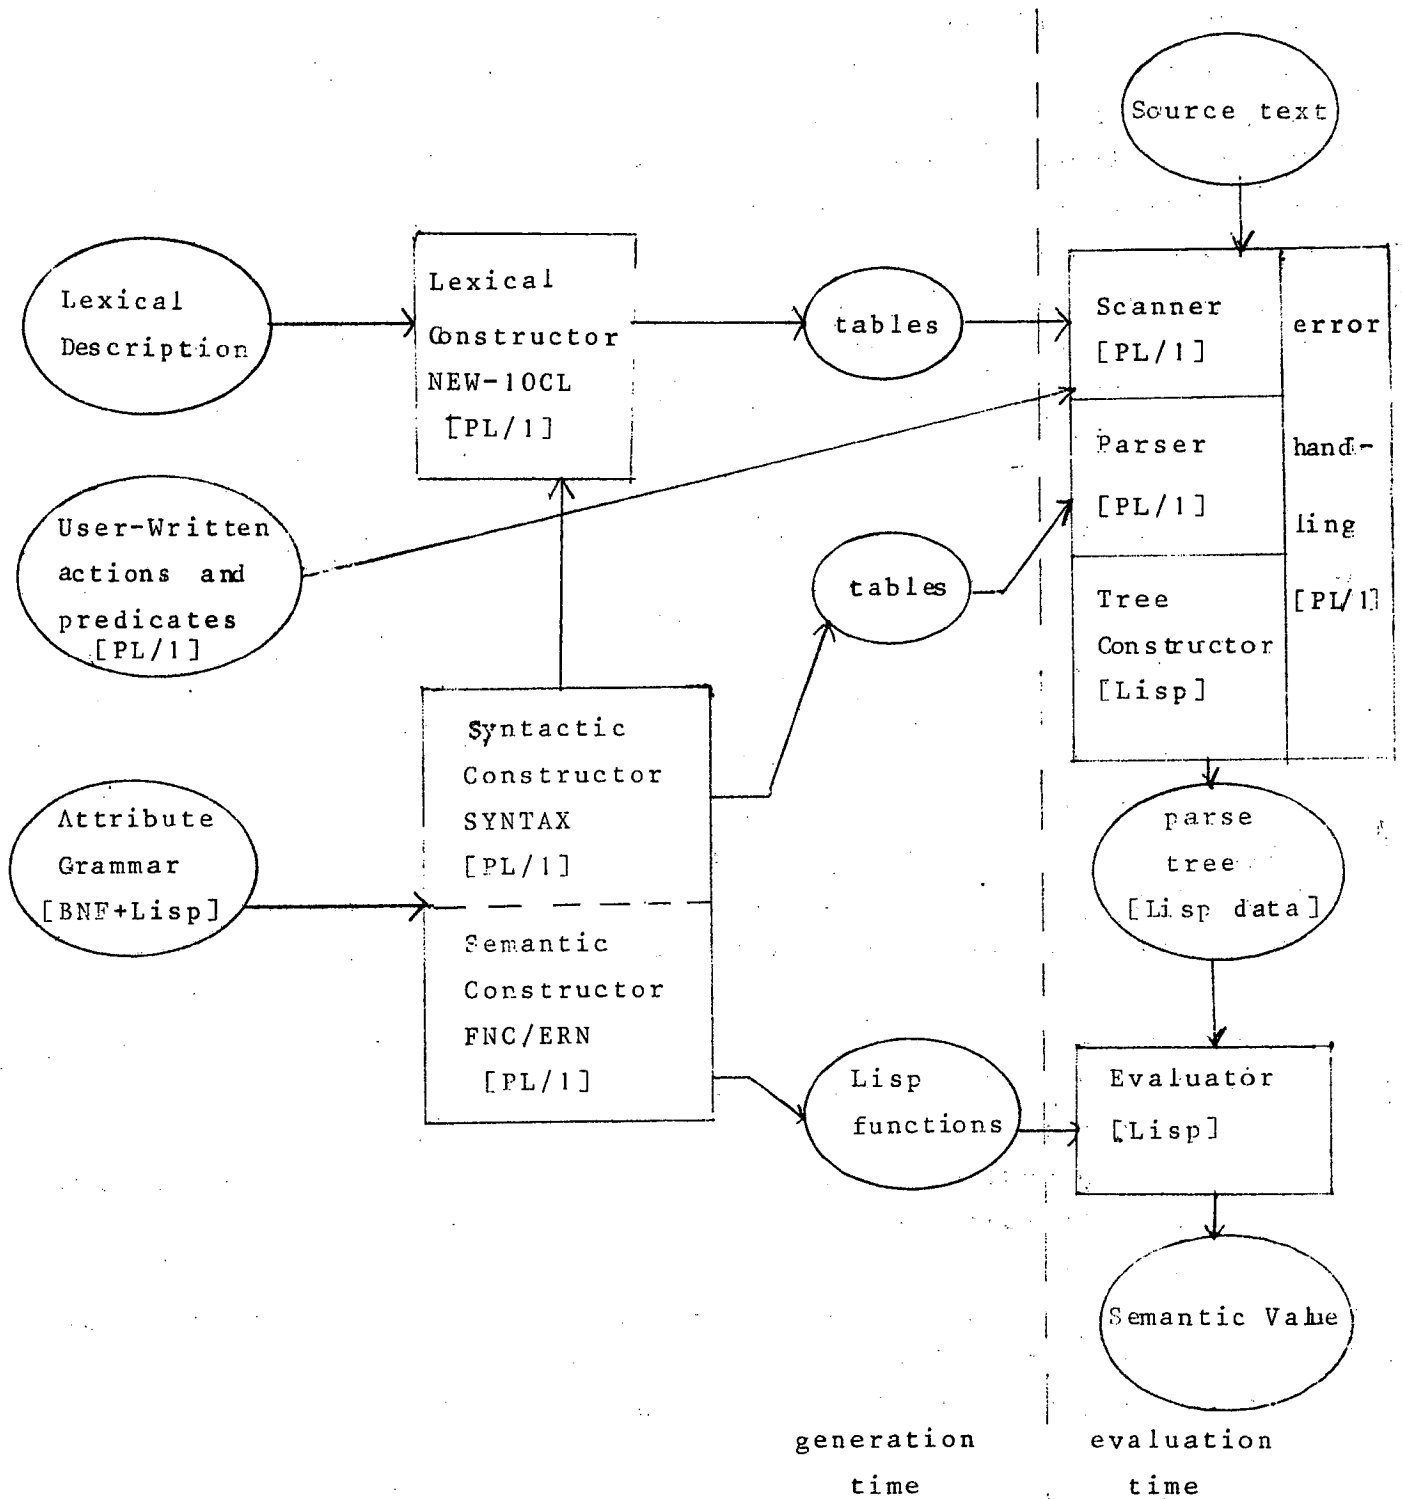 Source text
Lexical
Description
Lexical
Constructor
NEW-10CL
[PL/1]
tables
Scanner
[PL/1]
error
hand-
ling
[PL/1]
Parser
[PL/1]
Tree
Constructor
[Lisp]
User-Written
actions and
predicates
[PL/1]
tables
Syntactic
Constructor
SYNTAX
[PL/1]
Attribute
Grammar
[BNF+Lisp]
Semantic
Constructor
FNC/ERN
[PL/1]
parse
tree
[Lisp data]
Lisp
functions
Evaluator
[Lisp]
Semantic Value
generation
time
evaluation
time